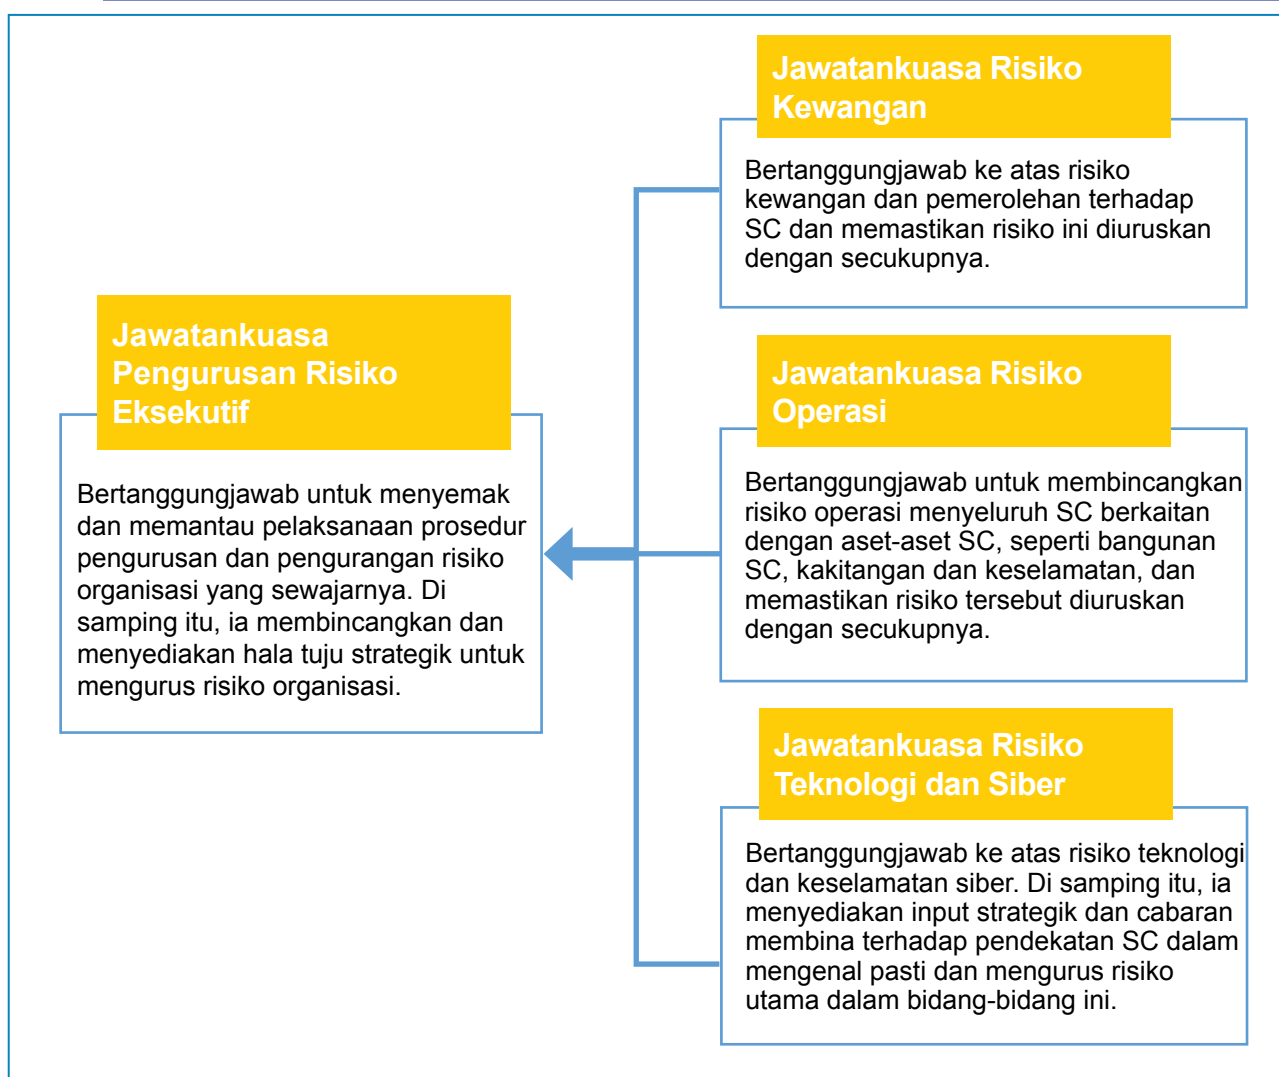 Jawatankuasa
Pengurusan Risiko
Eksekutif
Bertanggungjawab untuk menyemak
dan memantau pelaksanaan prosedur
pengurusan dan pengurangan risiko
organisasi yang sewajarnya. Di
samping itu, ia membincangkan dan
menyediakan hala tuju strategik untuk
mengurus risiko organisasi.
Jawatankuasa Risiko
Kewangan
Bertanggungjawab ke atas risiko
kewangan dan pemerolehan terhadap
SC dan memastikan risiko ini diuruskan
dengan secukupnya.
Jawatankuasa Risiko
Operasi
Bertanggungjawab untuk membincangkan
risiko operasi menyeluruh SC berkaitan
dengan aset-aset SC, seperti bangunan
SC, kakitangan dan keselamatan, dan
memastikan risiko tersebut diuruskan
dengan secukupnya.
Jawatankuasa Risiko
Teknologi dan Siber
Bertanggungjawab ke atas risiko teknologi
dan keselamatan siber. Di samping itu, ia
menyediakan input strategik dan cabaran
membina terhadap pendekatan SC dalam
mengenal pasti dan mengurus risiko
utama dalam bidang-bidang ini.